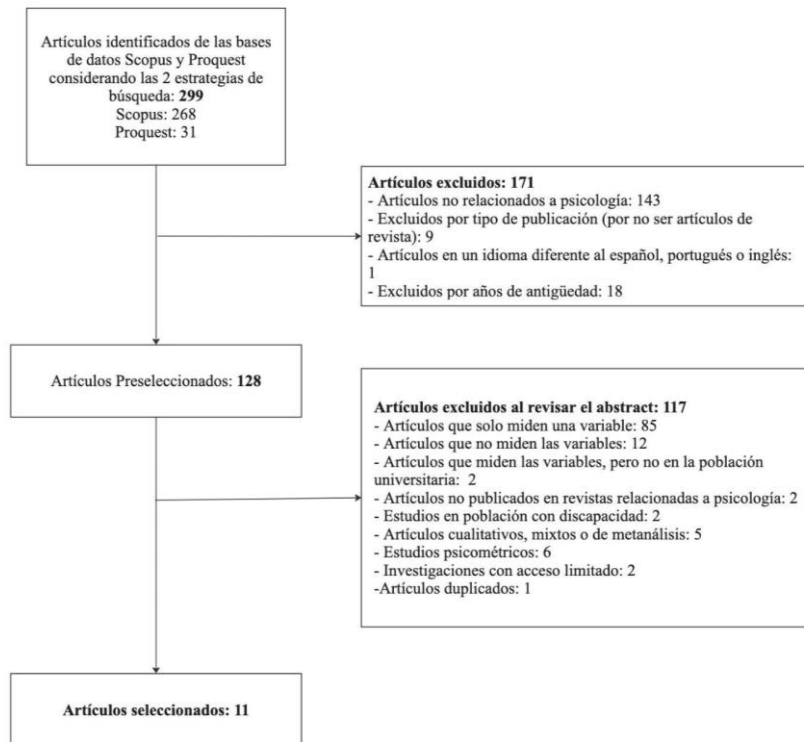 Artículos identificados de las bases
de datos Scopus y Proquest
considerando las 2 estrategias de
búsqueda: 299
Scopus: 268
Proquest: 31
Artículos excluidos: 171
- Artículos no relacionados a psicología: 143
- Excluidos por tipo de publicación (por no ser artículos de
revista): 9
- Artículos en un idioma diferente al español, portugués o inglés:
1
- Excluidos por años de antigüedad: 18
Artículos Preseleccionados: 128
Artículos excluidos al revisar el abstract: 117
- Artículos que solo miden una variable: 85
- Artículos que no miden las variables: 12
- Artículos que miden las variables, pero no en la población
universitaria: 2
- Artículos no publicados en revistas relacionadas a psicología: 2
- Estudios en población con discapacidad: 2
- Artículos cualitativos, mixtos o de metanálisis: 5
- Estudios psicométricos: 6
- Investigaciones con acceso limitado: 2
-Artículos duplicados: 1
Artículos seleccionados: 11